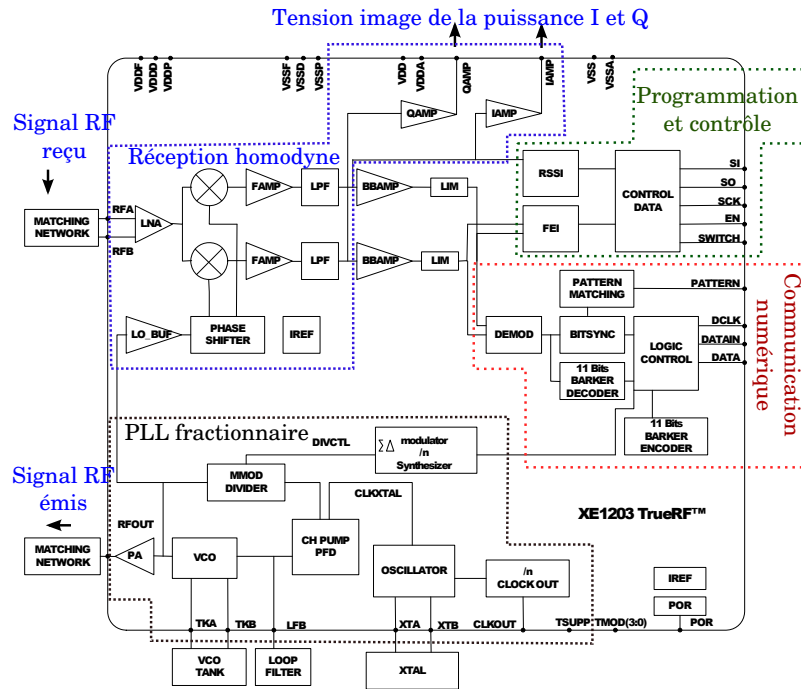 Tension image de la puissance I et Q
VDDF
VDDD
VDDP
VSSF
VSSD
VSSP
VDD
VDDA
QAMP
IAMP
VSS
VSSA
Signal RF
reçu
Réception homodyne
QAMP
IAMP
Programmation
et contrôle
MATCHING
NETWORK
RFA
RFB
LNA
FAMP
LPF
BBAMP
LIM
FAMP
LPF
BBAMP
LIM
RSSI
FEI
CONTROL
DATA
SI
SO
SCK
EN
SWITCH
LO_BUF
PHASE
SHIFTER
IREF
DEMOD
PATTERN
MATCHING
BITSYNC
11 Bits
BARKER
DECODER
LOGIC
CONTROL
11 Bits
BARKER
ENCODER
PATTERN
DCLK
DATAIN
DATA
Communication
numérique
PLL fractionnaire
DIVCTL
ΣΔ modulator
/n
Synthesizer
MMOD
DIVIDER
CLKXTAL
CH PUMP
PFD
Signal RF
émis
MATCHING
NETWORK
RFOUT
PA
VCO
OSCILLATOR
/n
CLOCK OUT
XE1203 TrueRF™
IREF
POR
TKA
TKB
LFB
XTA
XTB
CLKOUT
TSUPP
TMOD(3:0)
POR
VCO
TANK
LOOP
FILTER
XTAL